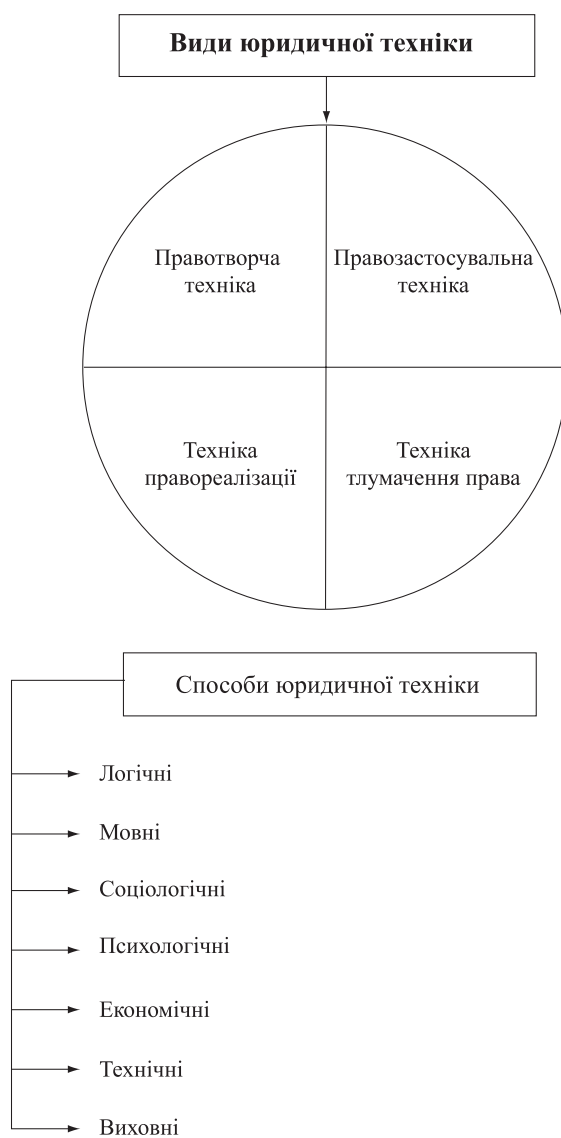 Види юридичної техніки
Правотворча
техніка
Правозастосувальна
техніка
Техніка
правореалізації
Техніка
тлумачення права
Способи юридичної техніки
Логічні
Мовні
Соціологічні
Психологічні
Економічні
Технічні
Виховні